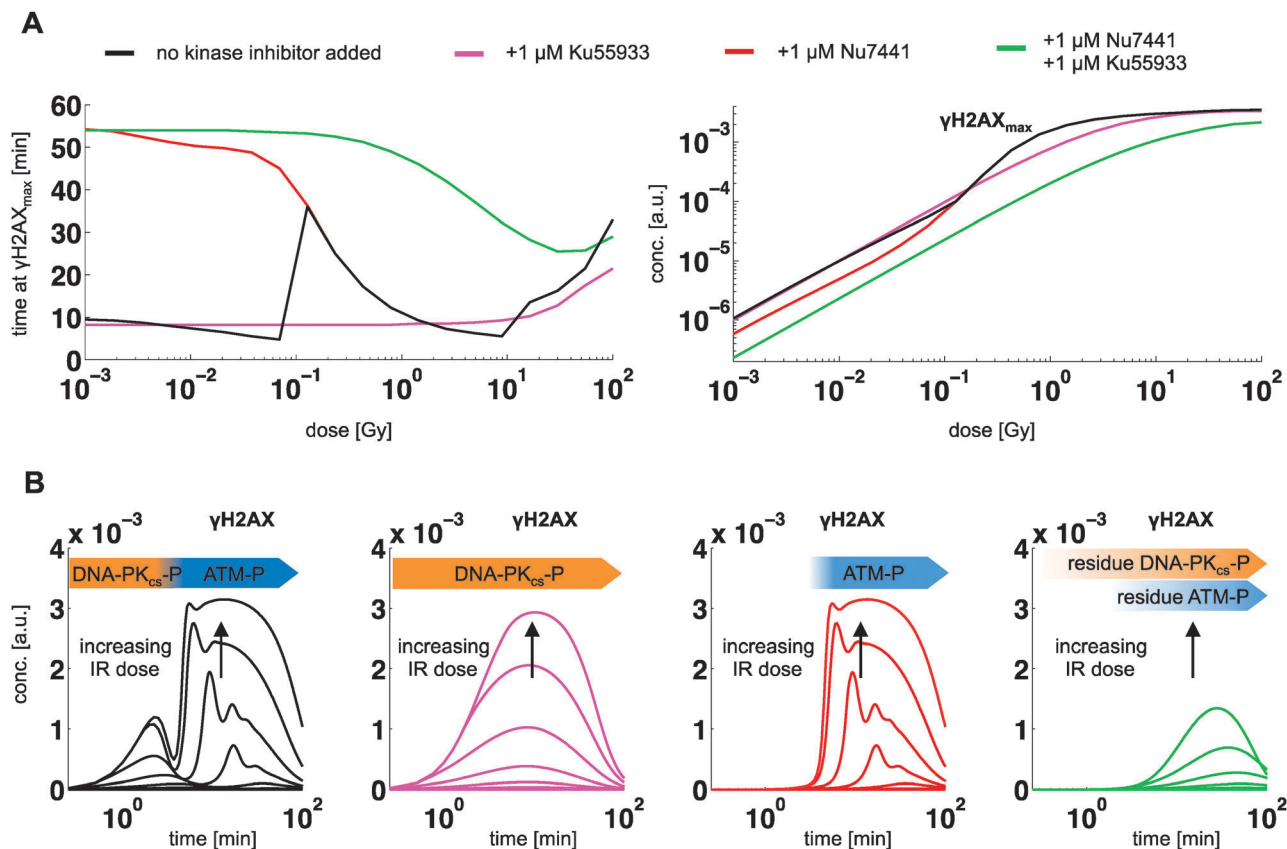 A
no kinase inhibitor added
+1 µM Ku55933
+1 µM Nu7441
+1 µM Nu7441
+1 µM Ku55933
time at γH2AXmax [min]
60
50
40
30
20
10
0
10⁻³
10⁻²
10⁻¹
10⁰
10¹
10²
dose [Gy]
γH2AXmax
conc. [a.u.]
10⁻³
10⁻⁴
10⁻⁵
10⁻⁶
10⁻³
10⁻²
10⁻¹
10⁰
10¹
10²
dose [Gy]
B
x 10⁻³
γH2AX
conc. [a.u.]
4
3
2
1
0
DNA-PKcs-P
ATM-P
increasing
IR dose
10⁰
10²
time [min]
x 10⁻³
γH2AX
4
3
2
1
0
DNA-PKcs-P
increasing
IR dose
10⁰
10²
time [min]
x 10⁻³
γH2AX
4
3
2
1
0
ATM-P
increasing
IR dose
10⁰
10²
time [min]
x 10⁻³
γH2AX
4
3
2
1
0
residue DNA-PKcs-P
residue ATM-P
increasing
IR dose
10⁰
10²
time [min]